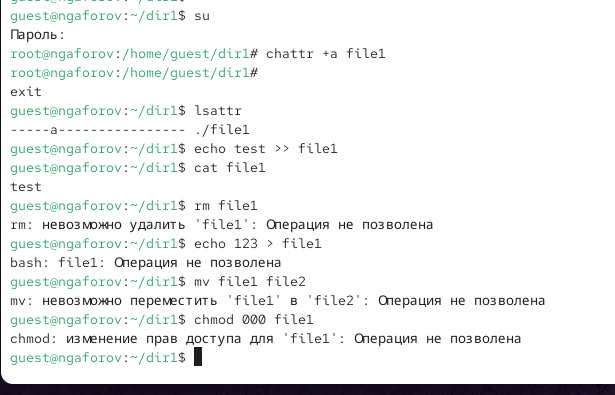 guest@ngaforov:~/dir1$ su
Пароль:
root@ngaforov:/home/guest/dir1# chattr +a file1
root@ngaforov:/home/guest/dir1#
exit
guest@ngaforov:~/dir1$ lsattr
-----a---------------- ./file1
guest@ngaforov:~/dir1$ echo test >> file1
guest@ngaforov:~/dir1$ cat file1
test
guest@ngaforov:~/dir1$ rm file1
rm: невозможно удалить 'file1': Операция не позволена
guest@ngaforov:~/dir1$ echo 123 > file1
bash: file1: Операция не позволена
guest@ngaforov:~/dir1$ mv file1 file2
mv: невозможно переместить 'file1' в 'file2': Операция не позволена
guest@ngaforov:~/dir1$ chmod 000 file1
chmod: изменение прав доступа для 'file1': Операция не позволена
guest@ngaforov:~/dir1$